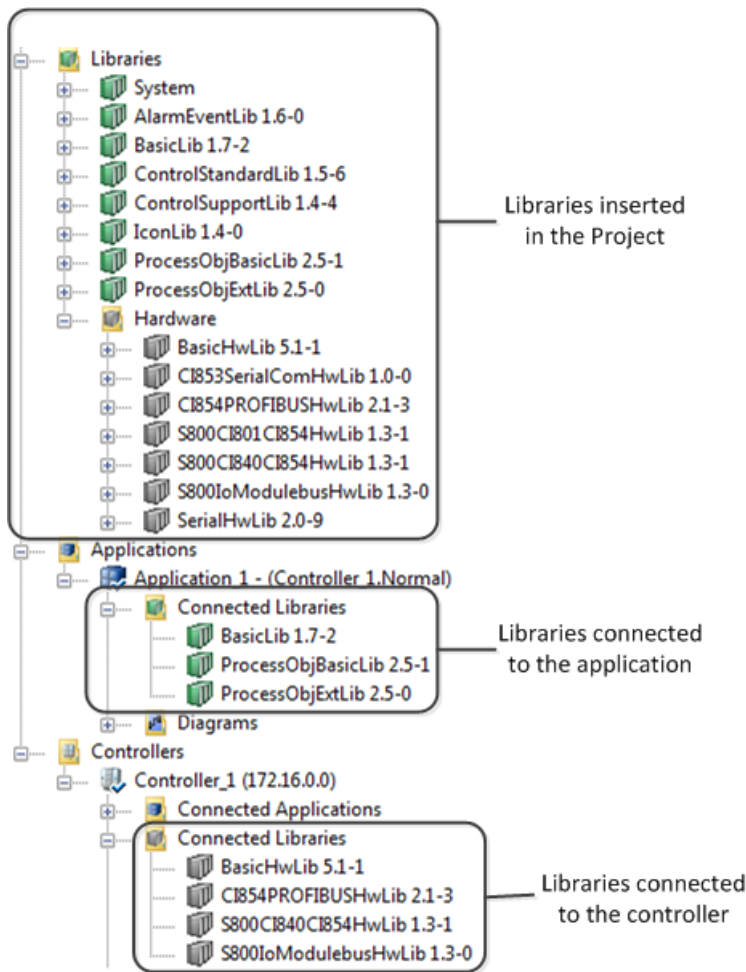 Libraries
System
AlarmEventLib 1.6-0
BasicLib 1.7-2
ControlStandardLib 1.5-6
ControlSupportLib 1.4-4
IconLib 1.4-0
ProcessObjBasicLib 2.5-1
ProcessObjExtLib 2.5-0
Hardware
BasicHwLib 5.1-1
CI853SerialComHwLib 1.0-0
CI854PROFIBUSHwLib 2.1-3
S800CI801CI854HwLib 1.3-1
S800CI840CI854HwLib 1.3-1
S800IoModulebusHwLib 1.3-0
SerialHwLib 2.0-9
Libraries inserted
in the Project
Applications
Application_1 - (Controller_1.Normal)
Connected Libraries
BasicLib 1.7-2
ProcessObjBasicLib 2.5-1
ProcessObjExtLib 2.5-0
Libraries connected
to the application
Diagrams
Controllers
Controller_1 (172.16.0.0)
Connected Applications
Connected Libraries
BasicHwLib 5.1-1
CI854PROFIBUSHwLib 2.1-3
S800CI840CI854HwLib 1.3-1
S800IoModulebusHwLib 1.3-0
Libraries connected
to the controller